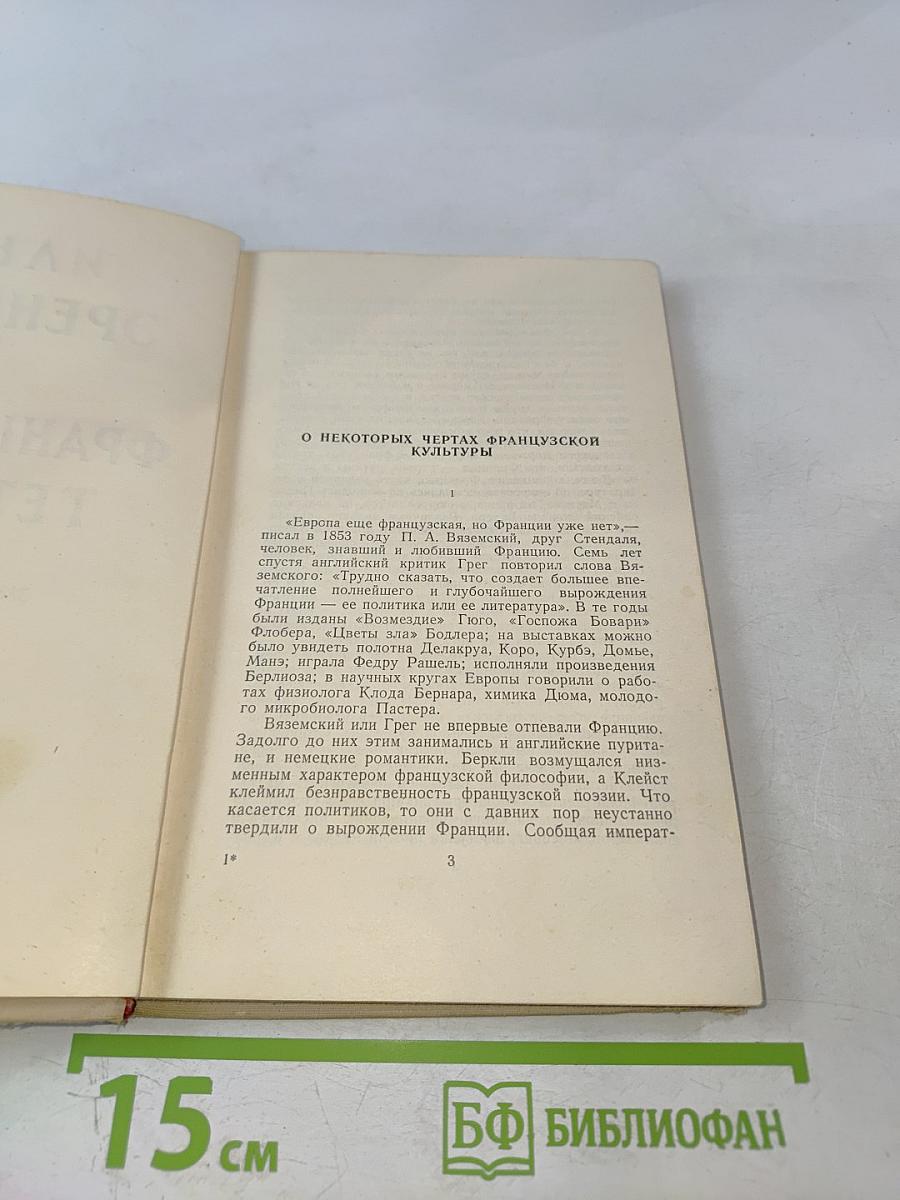 О НЕКОТОРЫХ ЧЕРТАХ ФРАНЦУЗСКОЙ
КУЛЬТУРЫ
1
«Европа еще французская, но Франции уже нет»,—
писал в 1853 году П. А. Вяземский, друг Стендаля,
человек, знавший и любивший Францию. Семь лет
спустя английский критик Грег повторил слова Вя-
земского: «Трудно сказать, что создает большее впе-
чатление полнейшего и глубочайшего вырождения
Франции — ее политика или ее литература». В те годы
были изданы «Возмездие» Гюго, «Госпожа Бовари»
Флобера, «Цветы зла» Бодлера; на выставках можно
было увидеть полотна Делакруа, Коро, Курбэ, Домье,
Манэ; играла Федру Рашель; исполняли произведения
Берлиоза; в научных кругах Европы говорили о рабо-
тах физиолога Клода Бернара, химика Дюма, молодо-
го микробиолога Пастера.
Вяземский или Грег не впервые отпевали Францию.
Задолго до них этим занимались и английские пурита-
не, и немецкие романтики. Беркли возмущался низ-
менным характером французской философии, а Клейст
клеймил безнравственность французской поэзии. Что
касается политиков, то они с давних пор неустанно
твердили о вырождении Франции. Сообщая императ-
1*
3
15 см
БФ БИБЛИОФАН